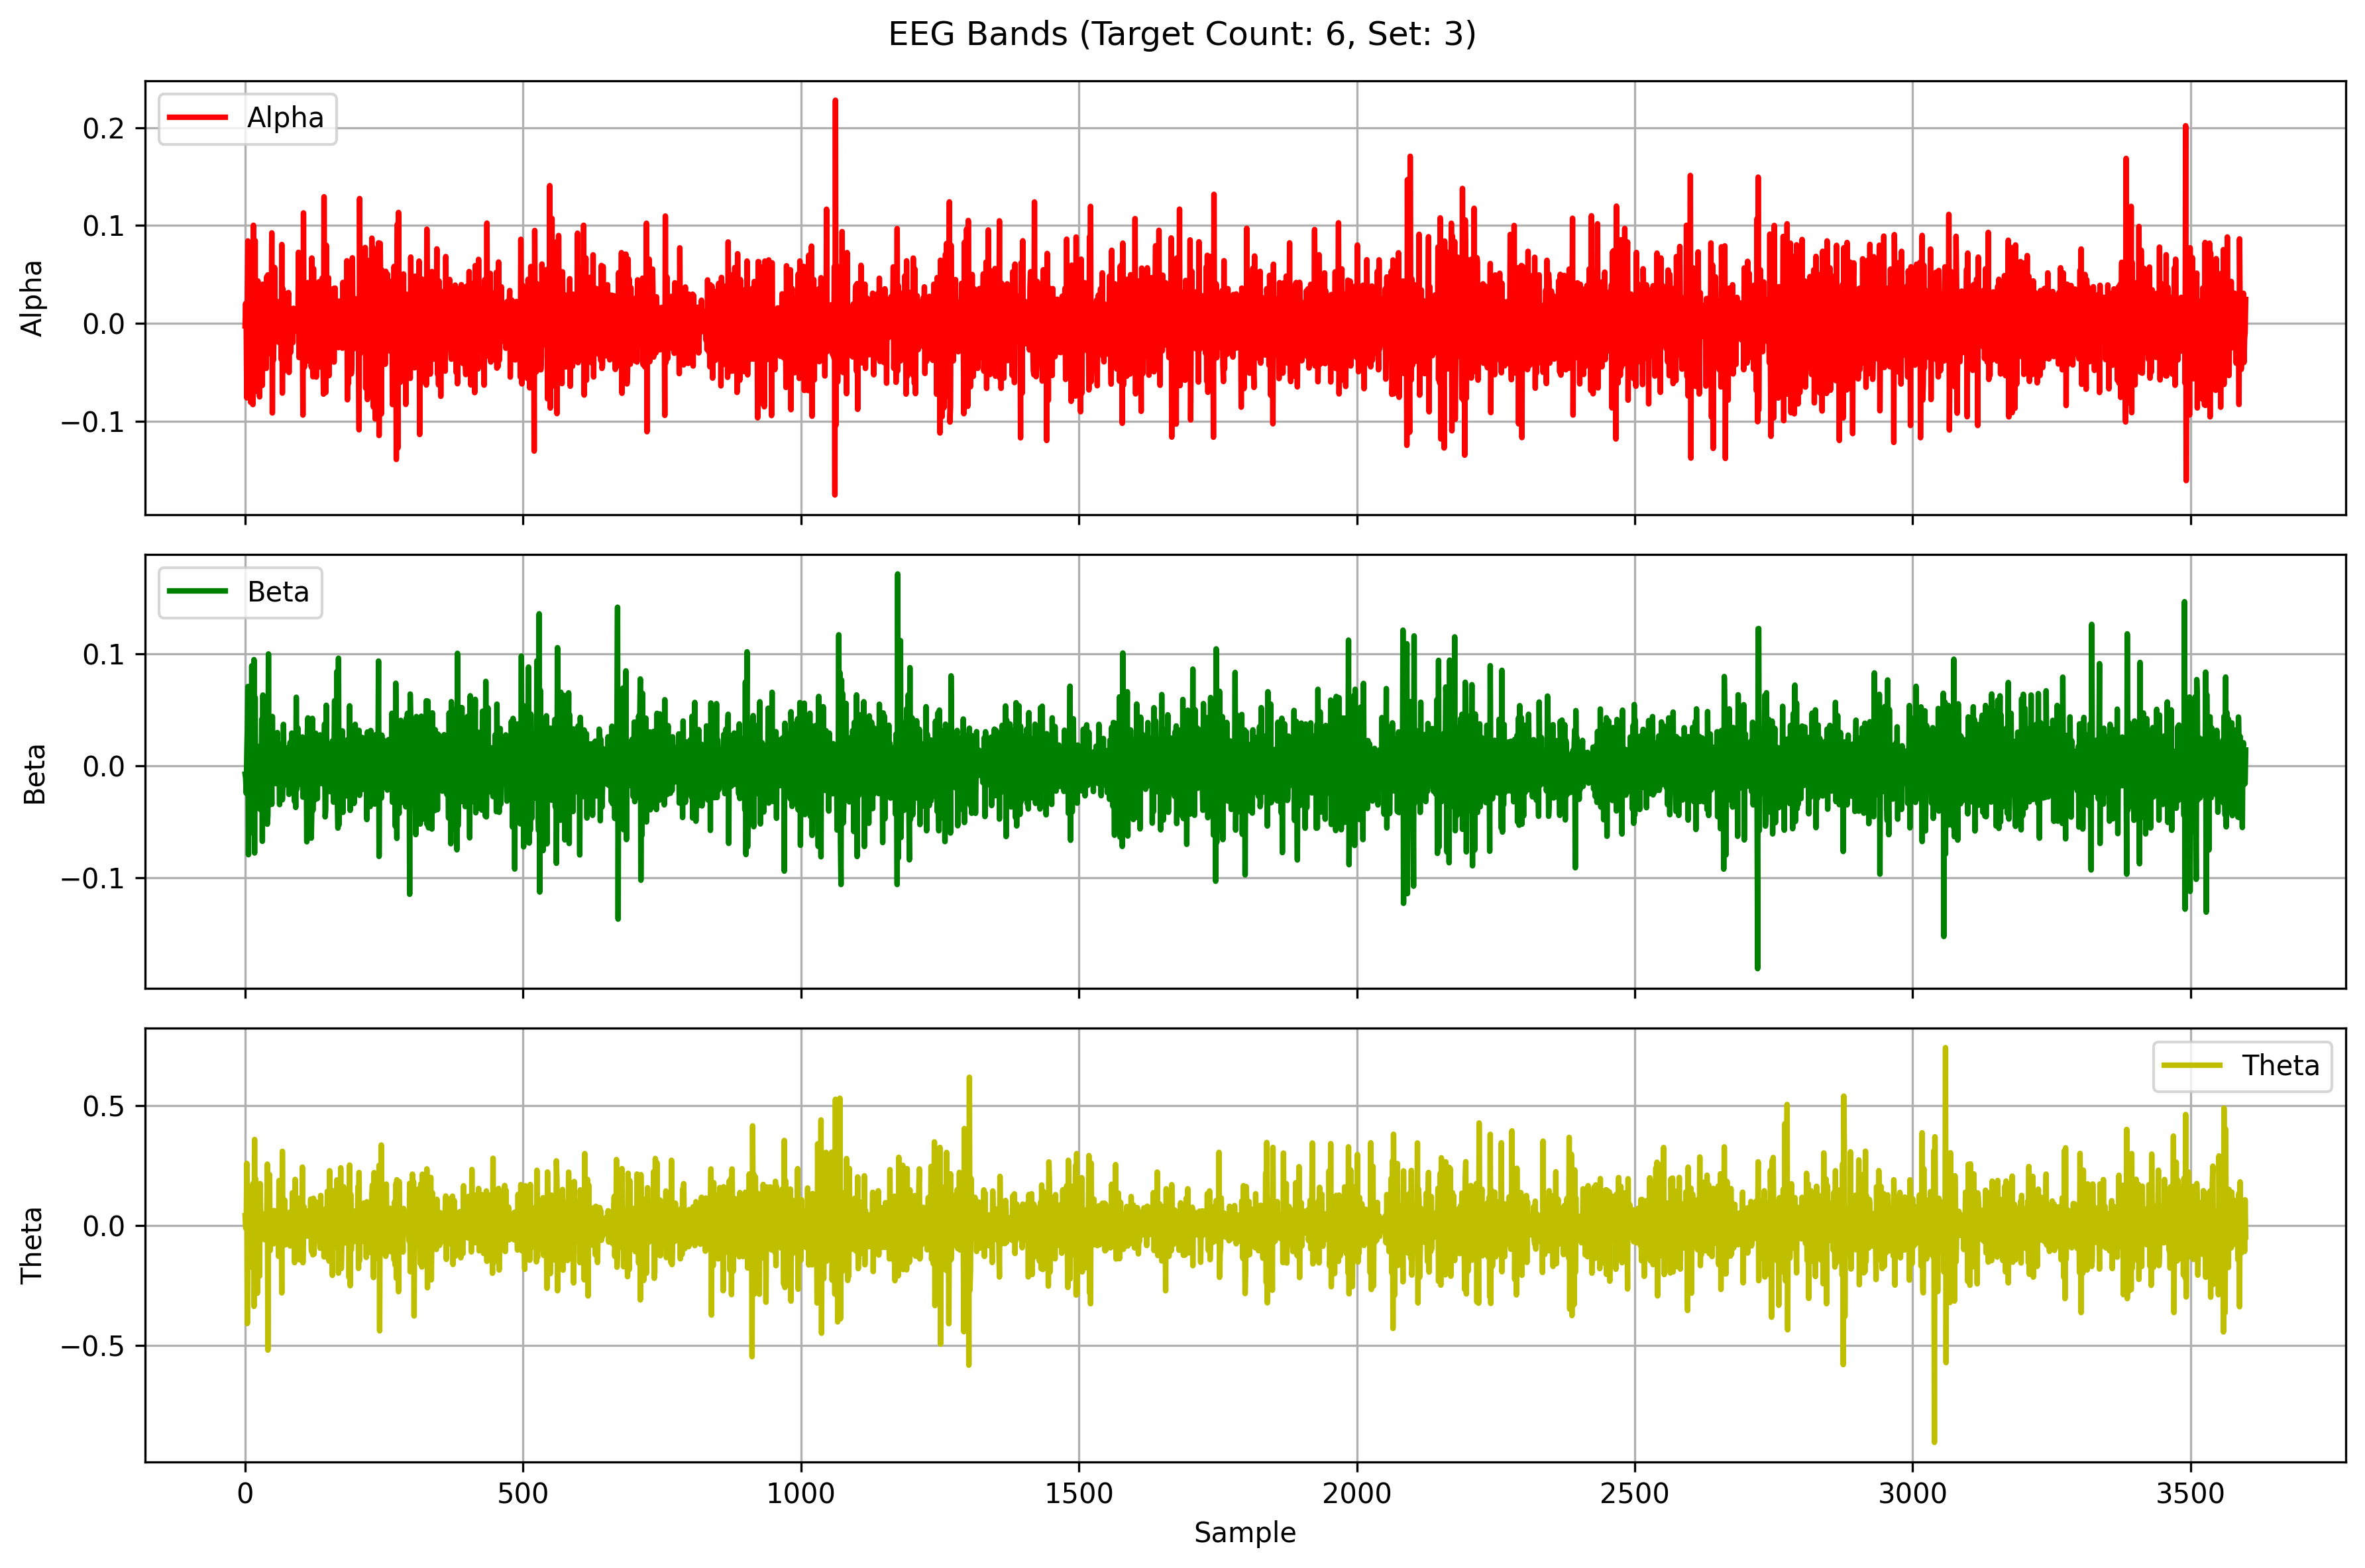 EEG Bands (Target Count: 6, Set: 3)
Alpha
0.2
0.1
0.0
−0.1
Alpha
Beta
0.1
0.0
−0.1
Beta
Theta
0.5
0.0
−0.5
Theta
0 500 1000 1500 2000 2500 3000 3500
Sample